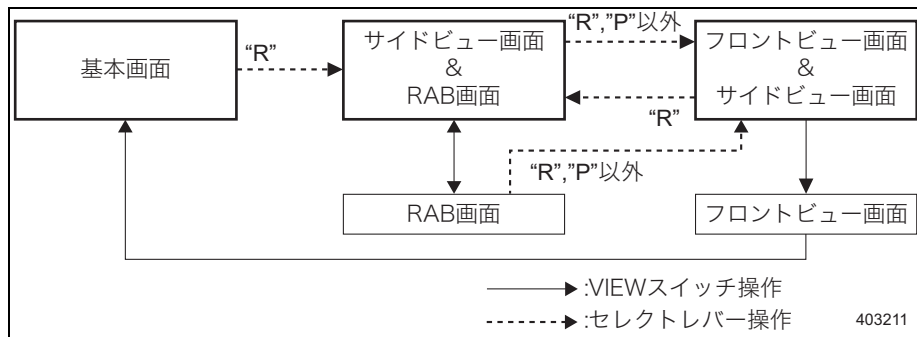 基本画面
“R”
サイドビュー画面
&
RAB画面
“R”,”P”以外
フロントビュー画面
&
サイドビュー画面
“R”
“R”,”P”以外
RAB画面
フロントビュー画面
:VIEWスイッチ操作
:セレクトレバー操作
403211